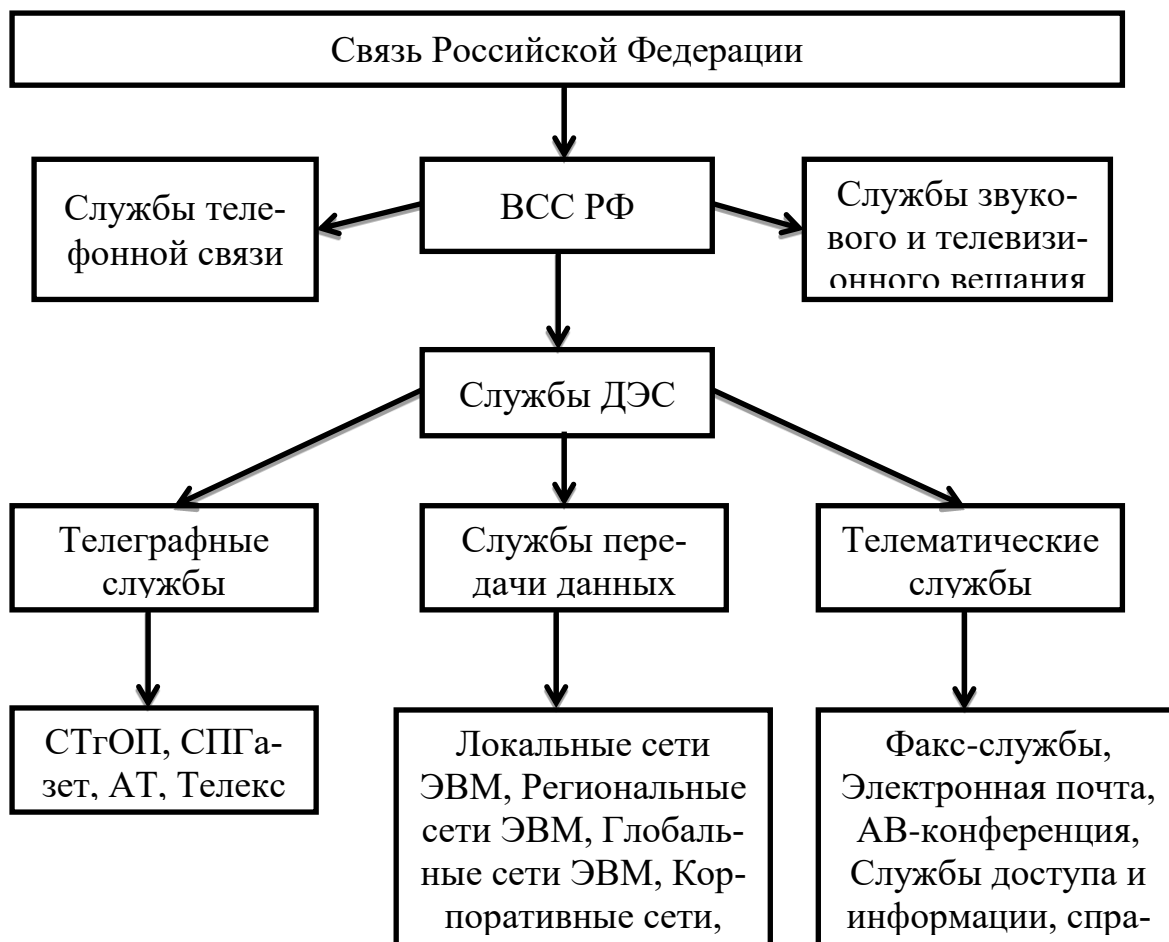 Связь Российской Федерации
Службы теле-
фонной связи
ВСС РФ
Службы звуко-
вого и телевизи-
онного вещания
Службы ДЭС
Телеграфные
службы
Службы пере-
дачи данных
Телематические
службы
СТгОП, СПГа-
зет, АТ, Телекс
Локальные сети
ЭВМ, Региональные
сети ЭВМ, Глобаль-
ные сети ЭВМ, Кор-
поративные сети,
Факс-службы,
Электронная почта,
АВ-конференция,
Службы доступа и
информации, спра-